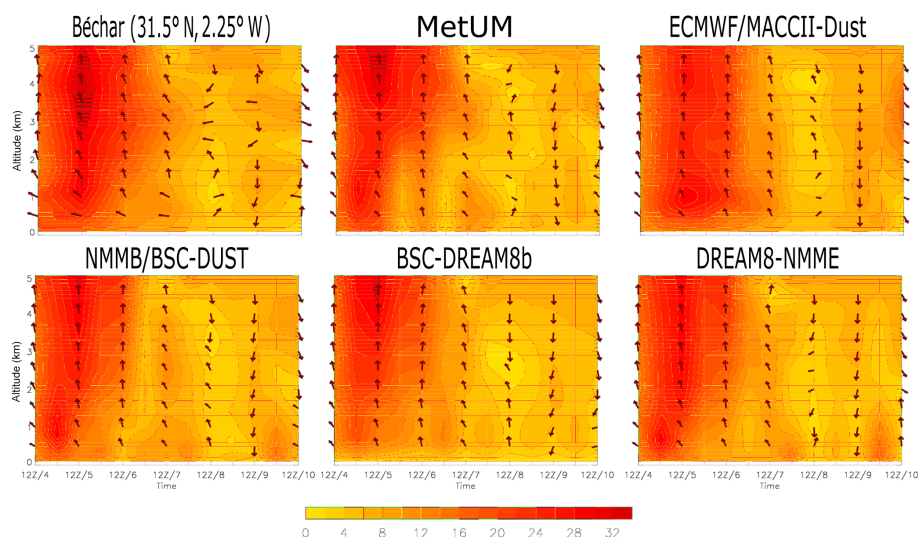 Béchar (31.5º N, 2.25º W)
MetUM
ECMWF/MACCII-Dust
Altitude (km)
5
4
3
2
1
0
NMMB/BSC-DUST
BSC-DREAM8b
DREAM8-NMME
Altitude (km)
5
4
3
2
1
0
12Z/4 12Z/5 12Z/6 12Z/7 12Z/8 12Z/9 12Z/10
Time
12Z/4 12Z/5 12Z/6 12Z/7 12Z/8 12Z/9 12Z/10
Time
12Z/4 12Z/5 12Z/6 12Z/7 12Z/8 12Z/9 12Z/10
Time
0 4 8 12 16 20 24 28 32